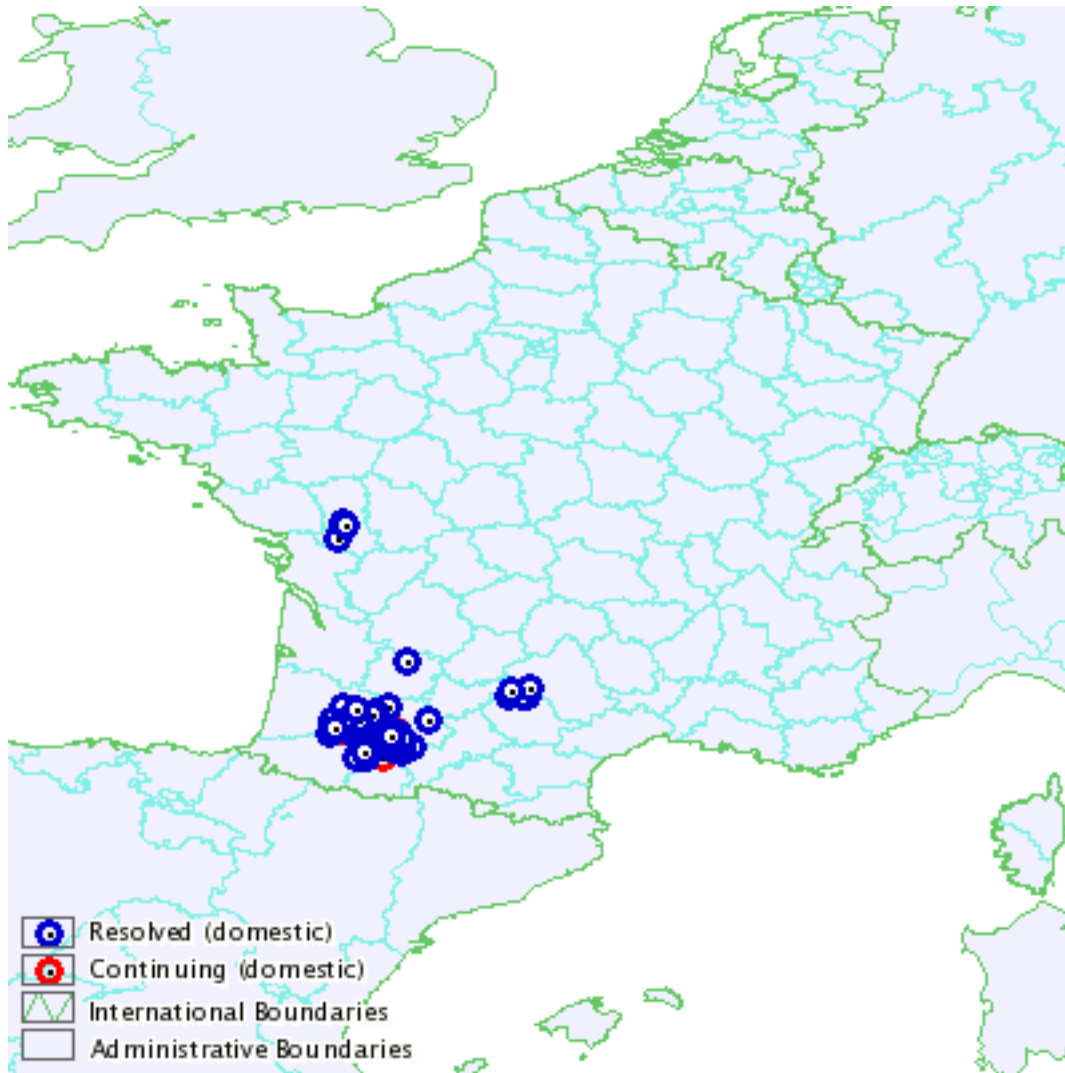 Resolved (domestic)
Continuing (domestic)
International Boundaries
Administrative Boundaries